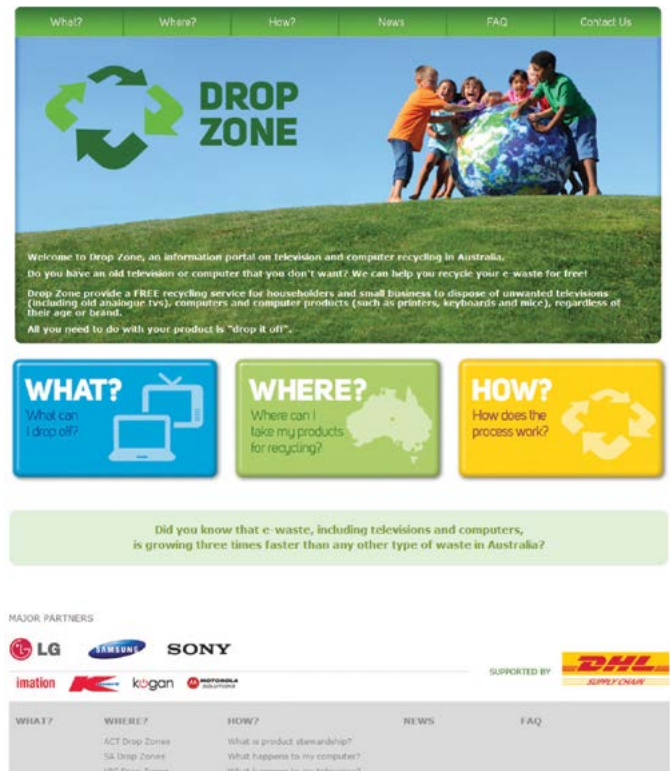 What? Where? How? News FAQ Contact Us
DROP
ZONE
Welcome to Drop Zone, an information portal on television and computer recycling in Australia.
Do you have an old television or computer that you don't want? We can help you recycle your e-waste for free!
Drop Zone provide a FREE recycling service for householders and small business to dispose of unwanted televisions
(including old analogue tvs), computers and computer products (such as printers, keyboards and mice), regardless of
their age or brand.
All you need to do with your product is "drop it off".
WHAT?
What can
I drop off?
WHERE?
Where can I
take my products
for recycling?
HOW?
How does the
process work?
Did you know that e-waste, including televisions and computers,
is growing three times faster than any other type of waste in Australia?
MAJOR PARTNERS
LG SAMSUNG SONY
imation kogan MOTOROLA
SUPPORTED BY
DHL
SUPPLY CHAIN
WHAT? WHERE? HOW? NEWS FAQ
ACT Drop Zones What is product stewardship?
SA Drop Zones What happens to my computer?